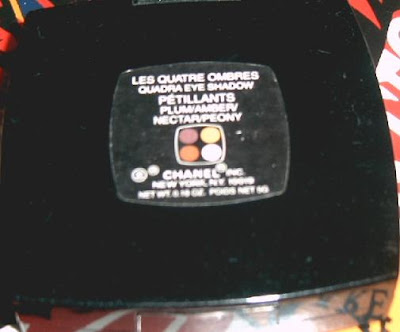 LES QUATRE OMBRES
QUADRA EYE SHADOW
PÉTILLANTS
PLUM/AMBER/
NECTAR/PEONY
CHANEL® INC.
NEW YORK, N.Y. 10019
NET WT. 0.18 OZ. POIDS NET 5G